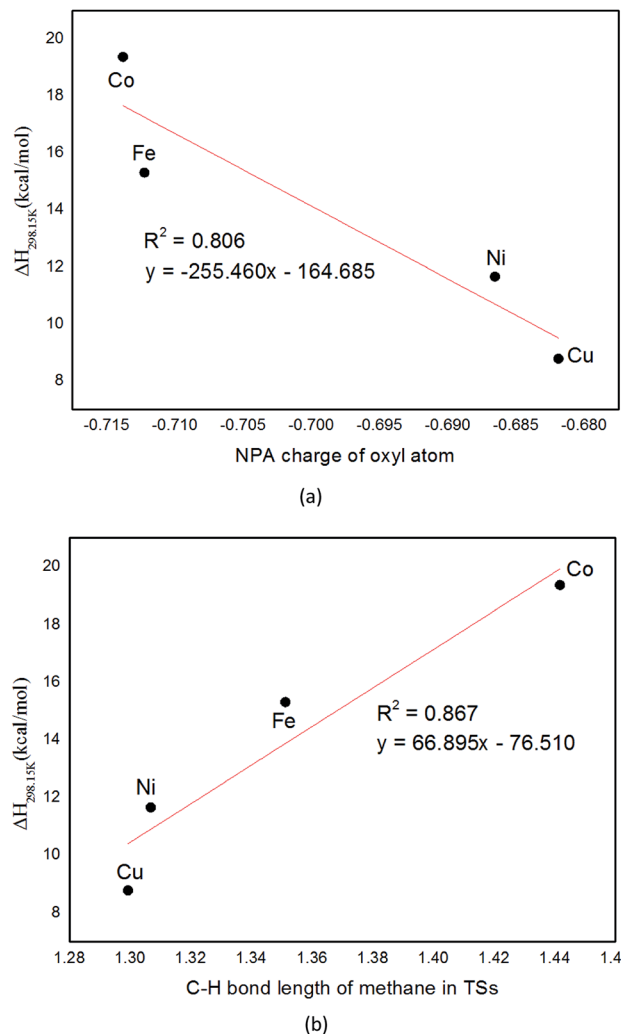 20
18
16
14
12
10
8
ΔH298.15K(kcal/mol)
Co
Fe
R² = 0.806
y = -255.460x - 164.685
Ni
Cu
-0.715 -0.710 -0.705 -0.700 -0.695 -0.690 -0.685 -0.680
NPA charge of oxyl atom
(a)
20
18
16
14
12
10
8
ΔH298.15K(kcal/mol)
Co
Fe
R² = 0.867
y = 66.895x - 76.510
Ni
Cu
1.28 1.30 1.32 1.34 1.36 1.38 1.40 1.42 1.44 1.4
C-H bond length of methane in TSs
(b)